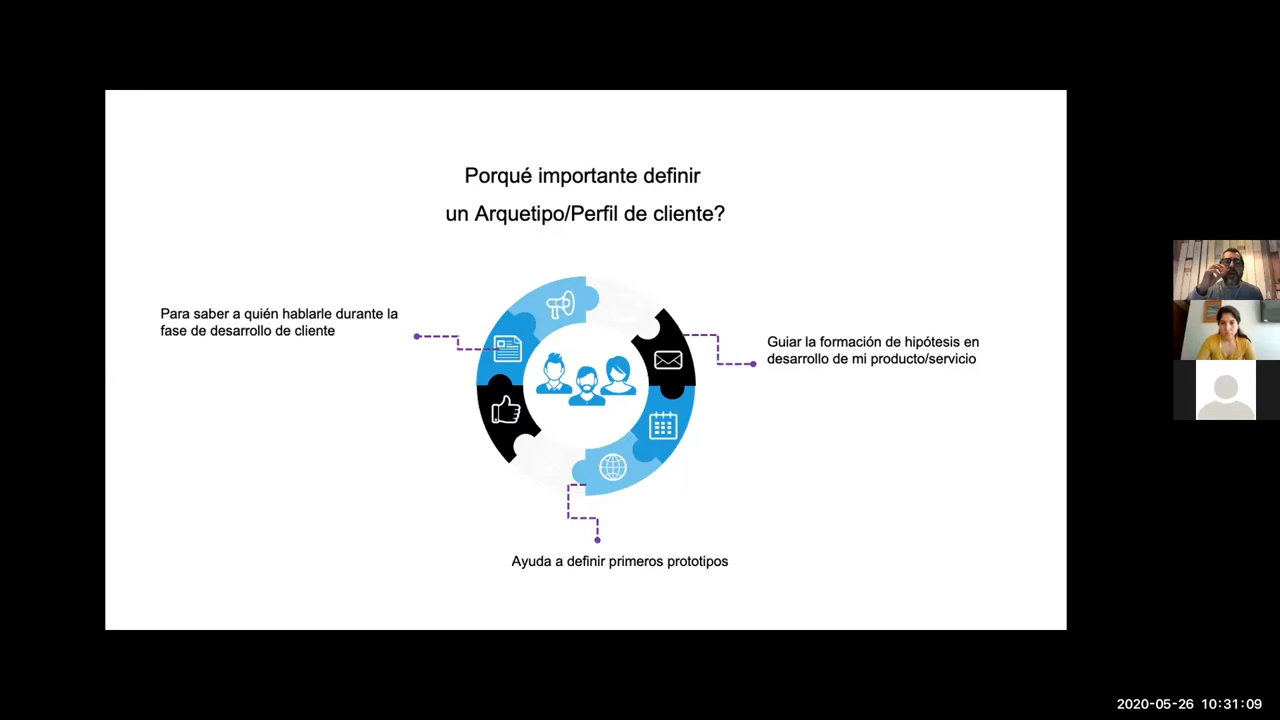 Porqué importante definir
un Arquetipo/Perfil de cliente?
Para saber a quién hablarle durante la
fase de desarrollo de cliente
Guiar la formación de hipótesis en
desarrollo de mi producto/servicio
Ayuda a definir primeros prototipos
2020-05-26 10:31:09